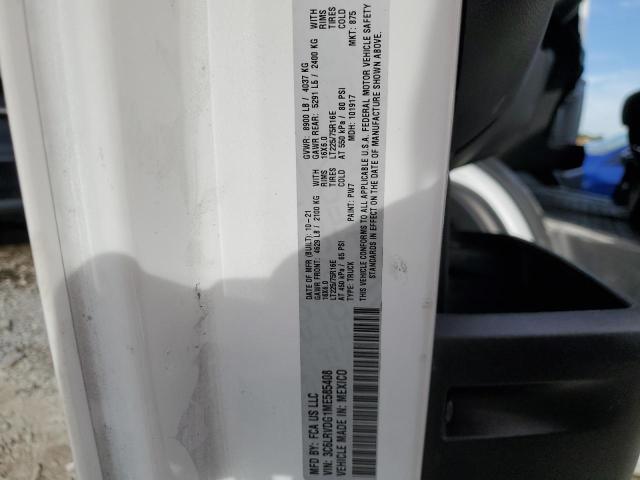 MFD BY: FCA US LLC
VIN: 3C6LRVDG1ME585408
VEHICLE MADE IN: MEXICO
DATE OF MFR (BUILT): 10-21 GVWR: 8900 LB / 4037 KG
GAWR FRONT: 4629 LB / 2100 KG WITH GAWR REAR: 5291 LB / 2400 KG WITH
16X6.0 RIMS 16X6.0 RIMS
LT225/75R16E TIRES LT225/75R16E TIRES
AT 450 kPa / 65 PSI COLD AT 550 kPa / 80 PSI COLD
TYPE: TRUCK PAINT: PW7 MDH: 101917 MKT: 875
THIS VEHICLE CONFORMS TO ALL APPLICABLE U.S.A. FEDERAL MOTOR VEHICLE SAFETY
STANDARDS IN EFFECT ON THE DATE OF MANUFACTURE SHOWN ABOVE.